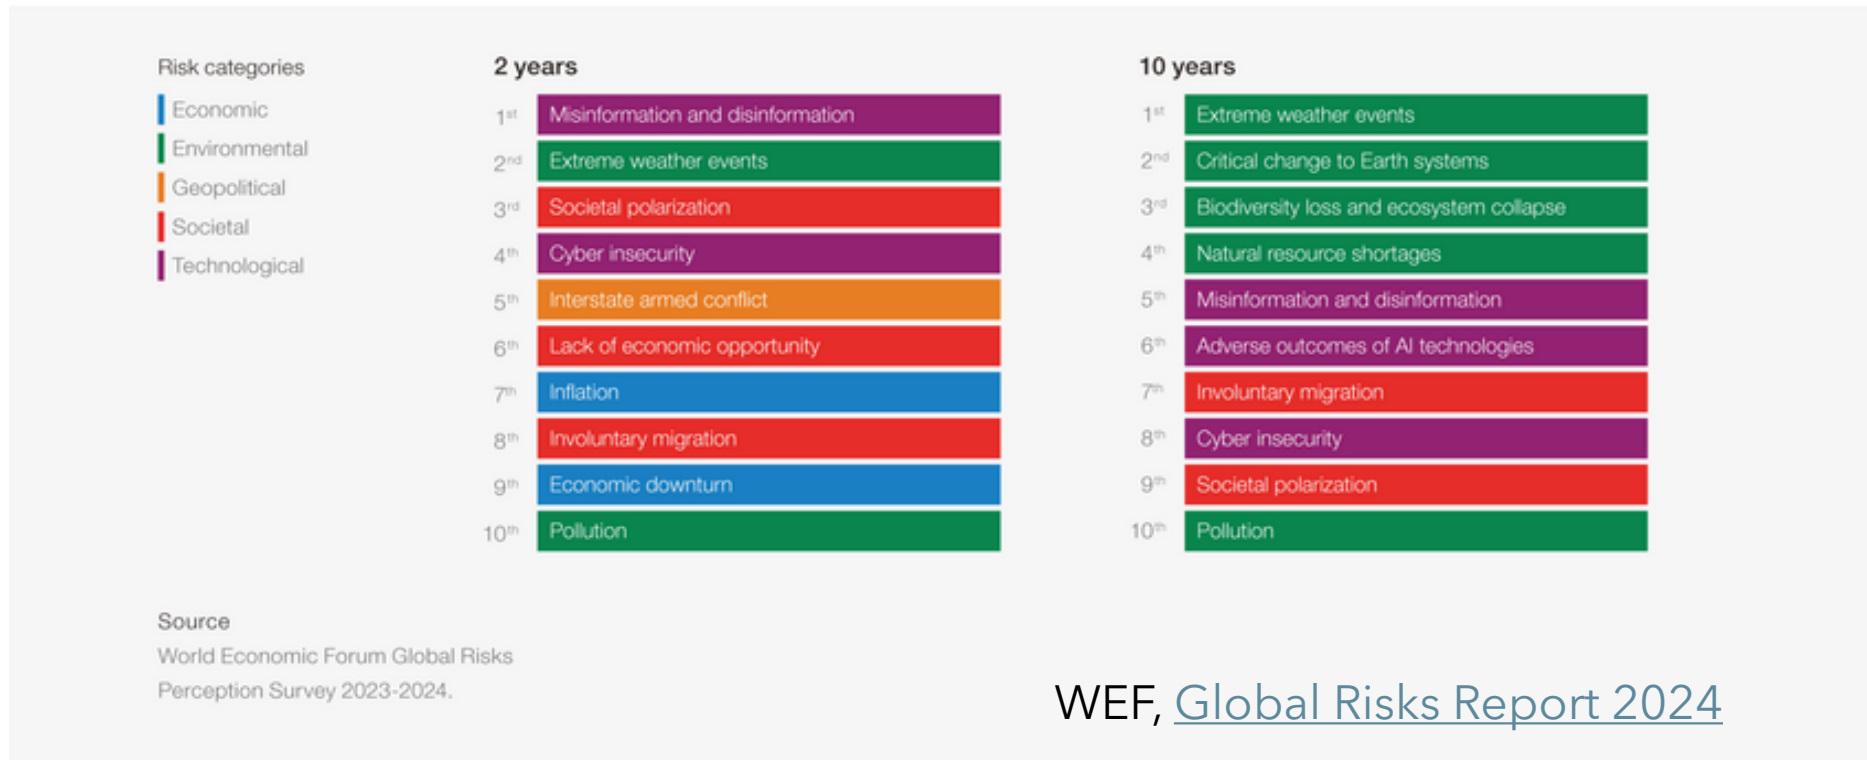 Risk categories
Economic
Environmental
Geopolitical
Societal
Technological
2 years
1st Misinformation and disinformation
2nd Extreme weather events
3rd Societal polarization
4th Cyber insecurity
5th Interstate armed conflict
6th Lack of economic opportunity
7th Inflation
8th Involuntary migration
9th Economic downturn
10th Pollution
10 years
1st Extreme weather events
2nd Critical change to Earth systems
3rd Biodiversity loss and ecosystem collapse
4th Natural resource shortages
5th Misinformation and disinformation
6th Adverse outcomes of AI technologies
7th Involuntary migration
8th Cyber insecurity
9th Societal polarization
10th Pollution
Source
World Economic Forum Global Risks
Perception Survey 2023-2024.
WEF, Global Risks Report 2024